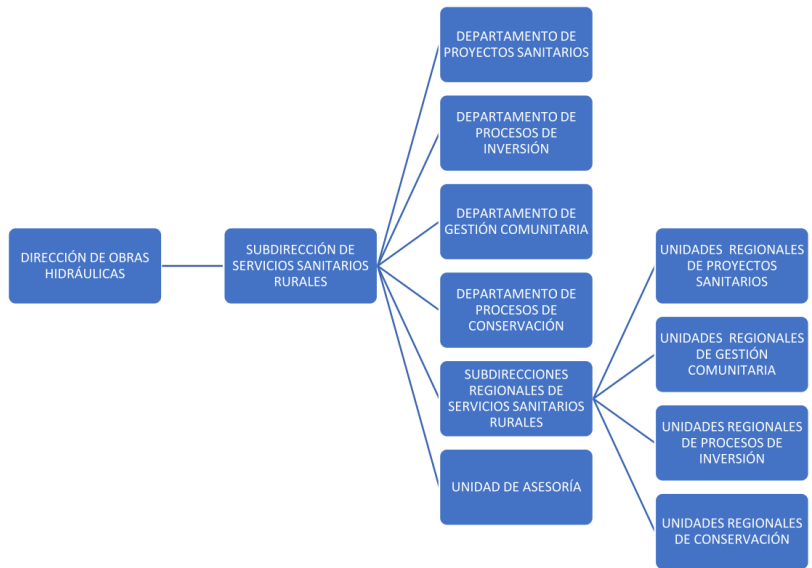 DIRECCIÓN DE OBRAS
HIDRÁULICAS
SUBDIRECCIÓN DE
SERVICIOS SANITARIOS
RURALES
DEPARTAMENTO DE
PROYECTOS SANITARIOS
DEPARTAMENTO DE
PROCESOS DE
INVERSIÓN
DEPARTAMENTO DE
GESTIÓN COMUNITARIA
DEPARTAMENTO DE
PROCESOS DE
CONSERVACIÓN
SUBDIRECCIONES
REGIONALES DE
SERVICIOS SANITARIOS
RURALES
UNIDAD DE ASESORÍA
UNIDADES  REGIONALES
DE PROYECTOS
SANITARIOS
UNIDADES  REGIONALES
DE GESTIÓN
COMUNITARIA
UNIDADES REGIONALES
DE PROCESOS DE
INVERSIÓN
UNIDADES REGIONALES
DE CONSERVACIÓN